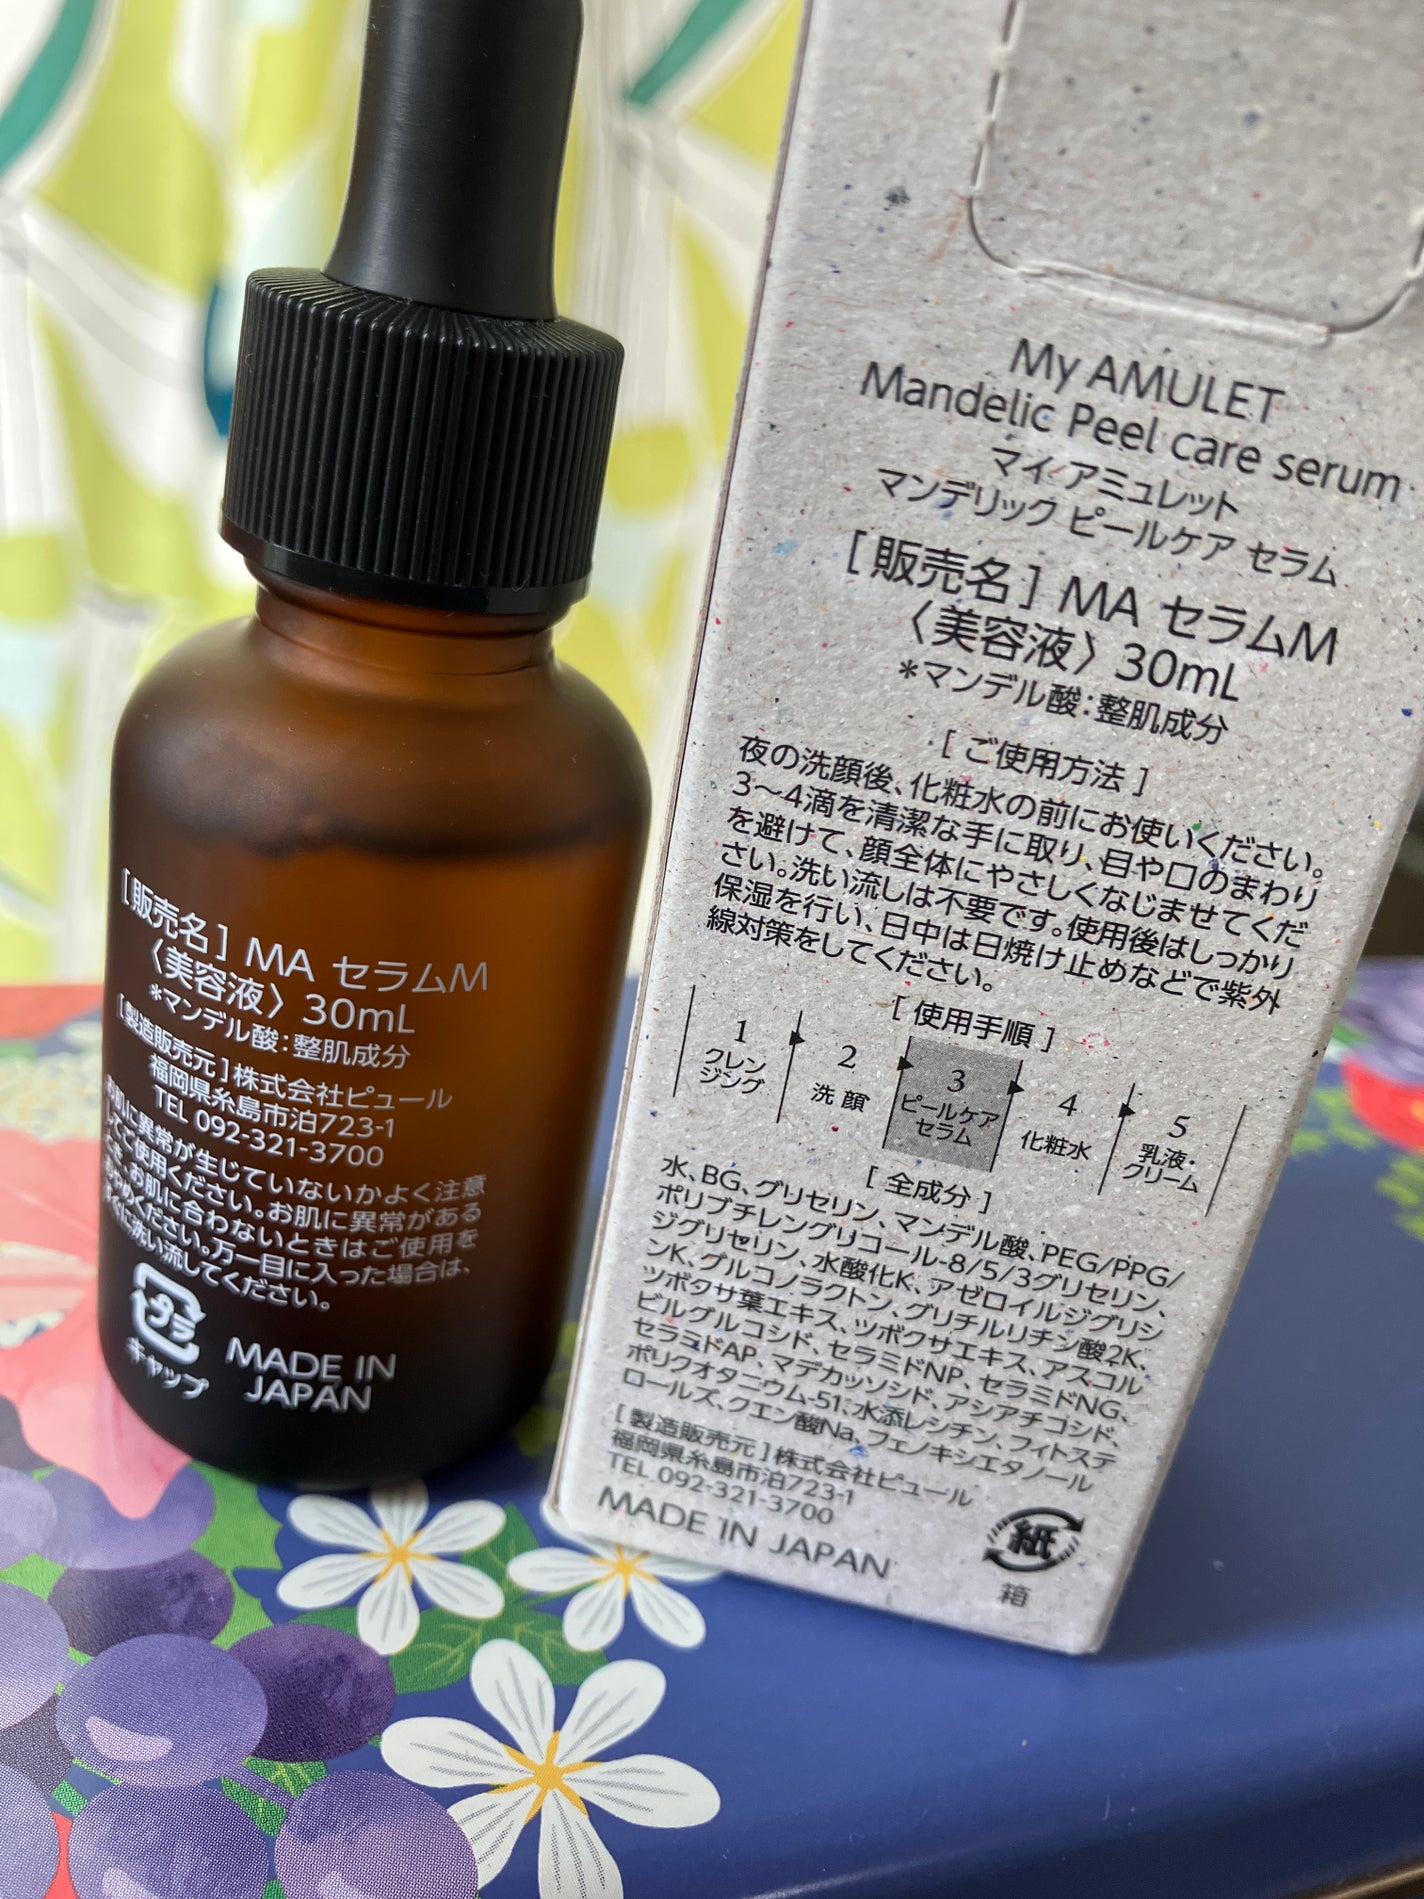 My AMULET
Mandelic Peel care serum
マイ アミュレット
マンデリック ピールケア セラム
[ 販売名 ] MA セラムM
〈美容液〉 30mL
*マンデル酸:整肌成分
[ ご使用方法 ]
夜の洗顔後、化粧水の前にお使いください。
3〜4滴を清潔な手に取り、目や口のまわり
を避けて、顔全体にやさしくなじませてくだ
さい。洗い流しは不要です。使用後はしっかり
保湿を行い、日中は日焼け止めなどで紫外
線対策をしてください。
[ 使用手順 ]
1
クレン
ジング
2
洗 顔
3
ピールケア
セラム
4
化粧水
5
乳液・
クリーム
[ 全成分 ]
水、BG、グリセリン、マンデル酸、PEG/PPG/
ポリブチレングリコール-8/5/3グリセリン、
ジグリセリン、水酸化K、アゼロイルジグリシ
ンK、グルコノラクトン、グリチルリチン酸2K、
ツボクサ葉エキス、ツボクサエキス、アスコル
ビルグルコシド、セラミドNP、セラミドNG、
セラミドAP、マデカッソシド、アシアチコシド、
ポリクオタニウム-51、水添レシチン、フィトステ
ロールズ、クエン酸Na、フェノキシエタノール
[ 製造販売元 ] 株式会社ピュール
福岡県糸島市泊723-1
TEL 092-321-3700
MADE IN JAPAN
紙
箱
[ 販売名 ] MA セラムM
〈美容液〉 30mL
*マンデル酸:整肌成分
[ 製造販売元 ] 株式会社ピュール
福岡県糸島市泊723-1
TEL 092-321-3700
お肌に異常が生じていないかよく注意
してご使用ください。お肌に異常がある
とき、お肌に合わないときはご使用を
おやめください。万一目に入った場合は、
すぐに洗い流してください。
プラ
キャップ
MADE IN
JAPAN